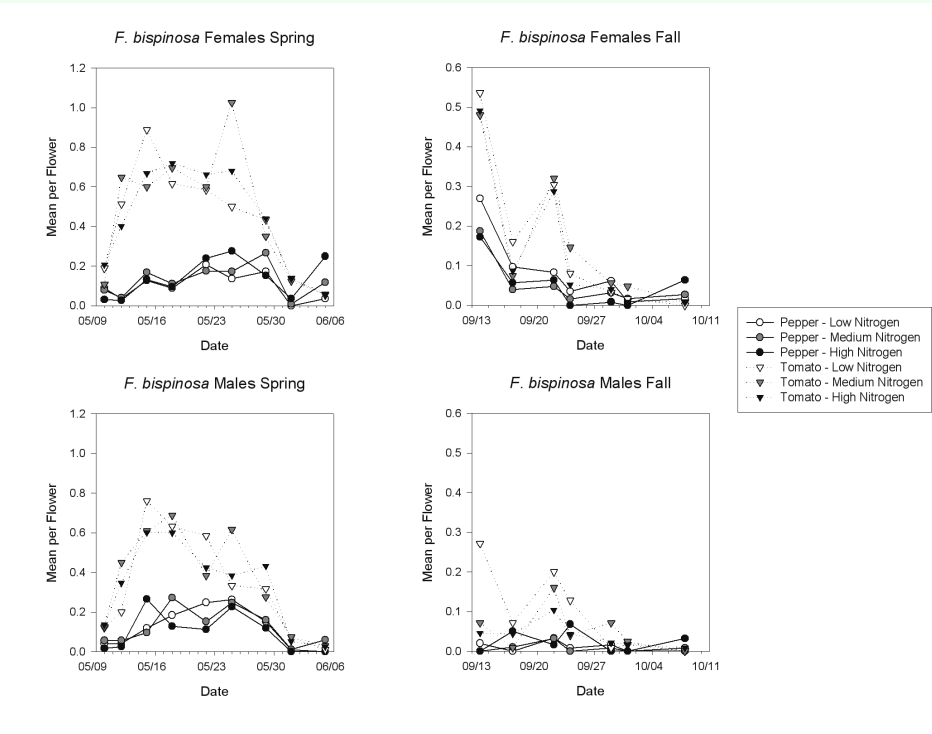 F. bispinosa Females Spring
1.2
1.0
0.8
0.6
0.4
0.2
0.0
Mean per Flower
05/09 05/16 05/23 05/30 06/06
Date
F. bispinosa Females Fall
0.6
0.5
0.4
0.3
0.2
0.1
0.0
Mean per Flower
09/13 09/20 09/27 10/04 10/11
Date
Pepper - Low Nitrogen
Pepper - Medium Nitrogen
Pepper - High Nitrogen
Tomato - Low Nitrogen
Tomato - Medium Nitrogen
Tomato - High Nitrogen
F. bispinosa Males Spring
1.2
1.0
0.8
0.6
0.4
0.2
0.0
Mean per Flower
05/09 05/16 05/23 05/30 06/06
Date
F. bispinosa Males Fall
0.6
0.5
0.4
0.3
0.2
0.1
0.0
Mean per Flower
09/13 09/20 09/27 10/04 10/11
Date